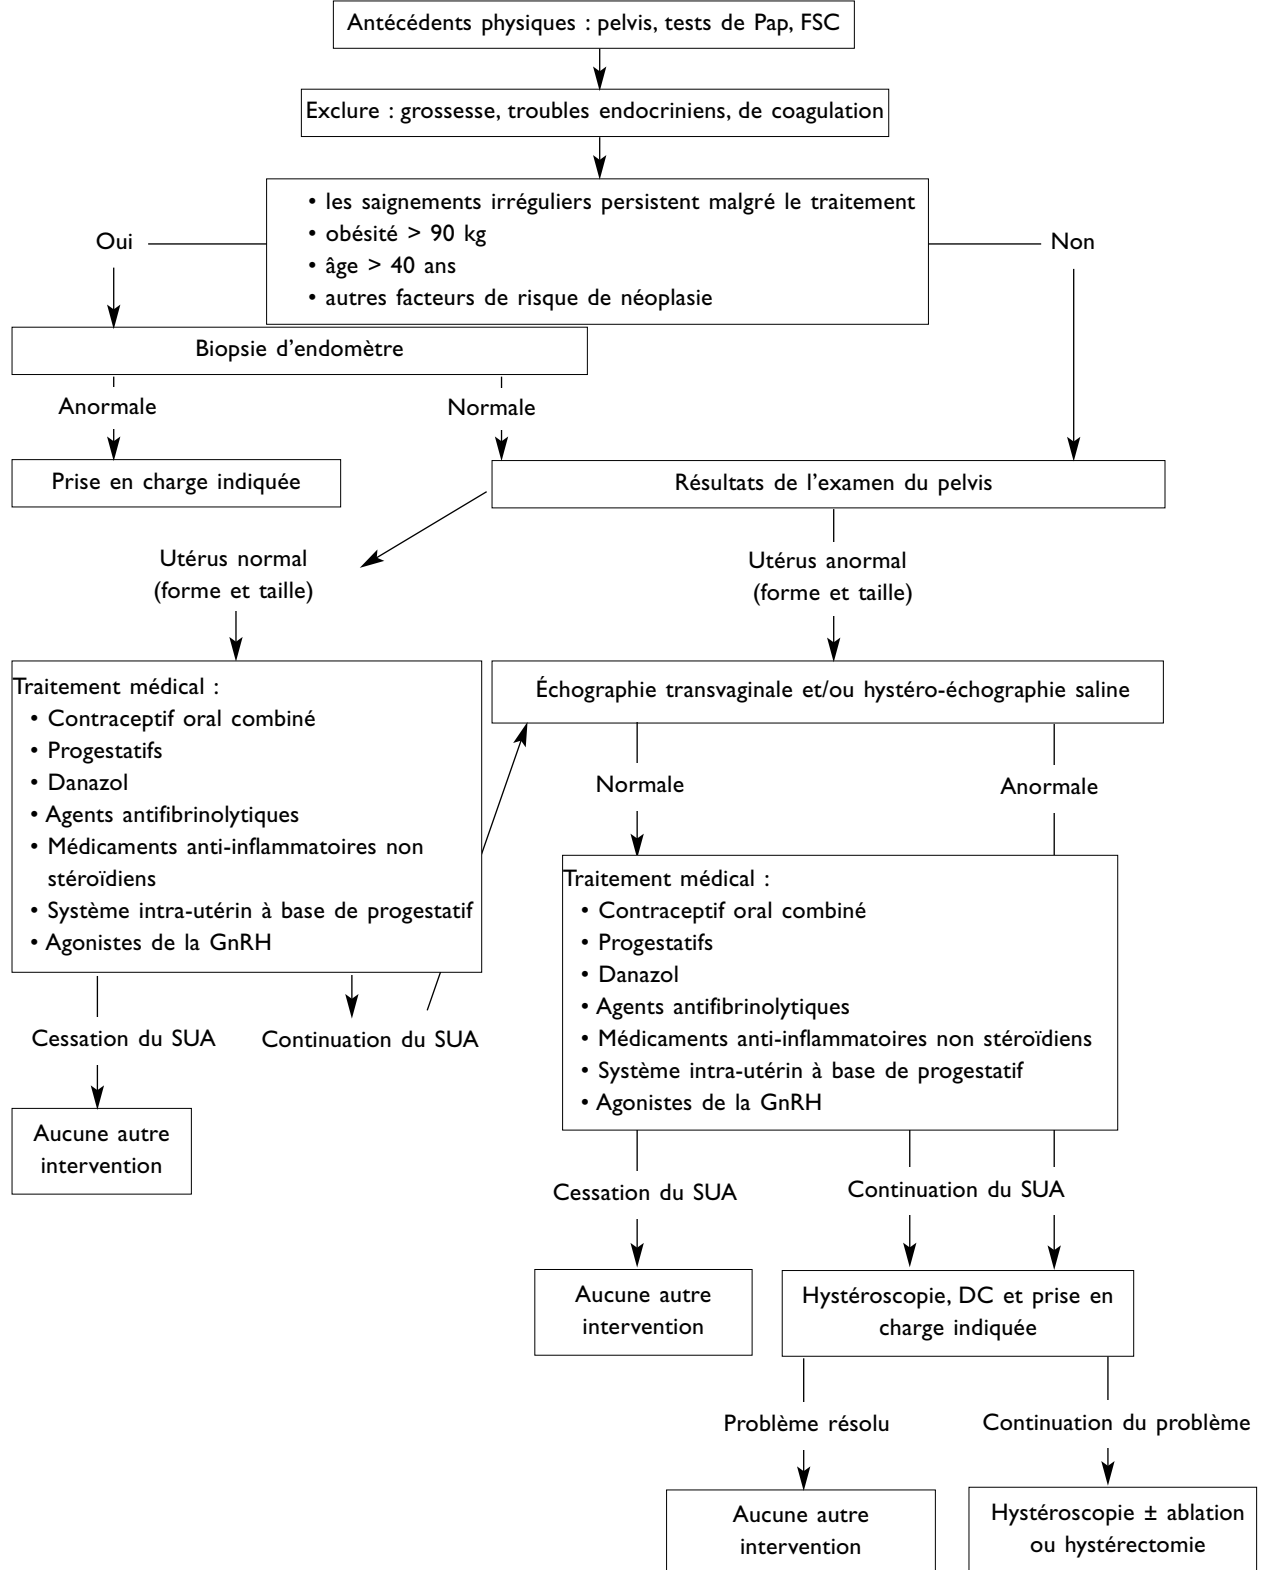 Antécédents physiques : pelvis, tests de Pap, FSC
Exclure : grossesse, troubles endocriniens, de coagulation
• les saignements irréguliers persistent malgré le traitement
• obésité > 90 kg
• âge > 40 ans
• autres facteurs de risque de néoplasie
Oui
Non
Biopsie d’endomètre
Anormale
Normale
Prise en charge indiquée
Résultats de l’examen du pelvis
Utérus normal
(forme et taille)
Utérus anormal
(forme et taille)
Traitement médical :
• Contraceptif oral combiné
• Progestatifs
• Danazol
• Agents antifibrinolytiques
• Médicaments anti-inflammatoires non
stéroïdiens
• Système intra-utérin à base de progestatif
• Agonistes de la GnRH
Échographie transvaginale et/ou hystéro-échographie saline
Normale
Anormale
Traitement médical :
• Contraceptif oral combiné
• Progestatifs
• Danazol
• Agents antifibrinolytiques
• Médicaments anti-inflammatoires non stéroïdiens
• Système intra-utérin à base de progestatif
• Agonistes de la GnRH
Cessation du SUA
Continuation du SUA
Aucune autre
intervention
Cessation du SUA
Continuation du SUA
Aucune autre
intervention
Hystéroscopie, DC et prise en
charge indiquée
Problème résolu
Continuation du problème
Aucune autre
intervention
Hystéroscopie ± ablation
ou hystérectomie